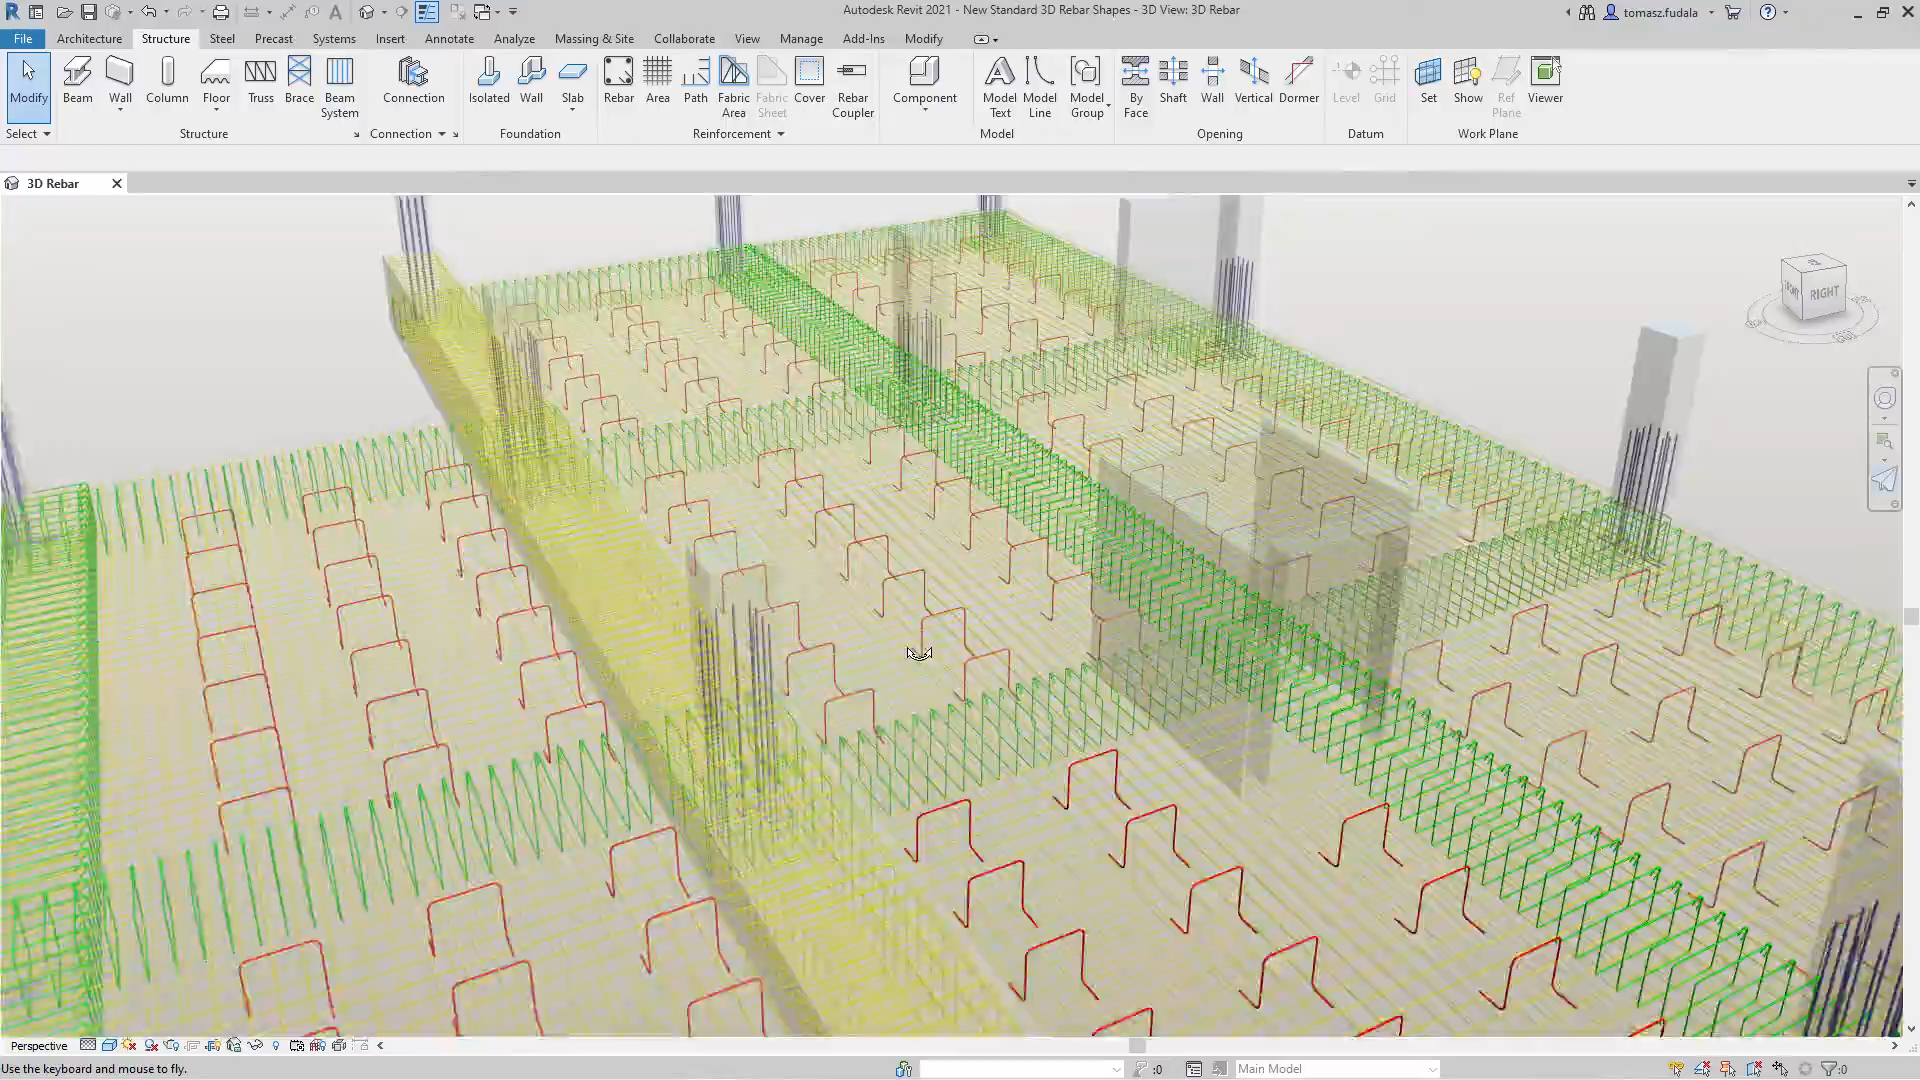 Autodesk Revit 2021 - New Standard 3D Rebar Shapes - 3D View: 3D Rebar
tomasz.fudala
File Architecture Structure Steel Precast Systems Insert Annotate Analyze Massing & Site Collaborate View Manage Add-Ins Modify
Modify
Beam
Wall
Column
Floor
Truss
Brace
Beam
System
Connection
Isolated
Wall
Slab
Rebar
Area
Path
Fabric
Area
Fabric
Sheet
Cover
Rebar
Coupler
Component
Model
Text
Model
Line
Model
Group
By
Face
Shaft
Wall
Vertical
Dormer
Level
Grid
Set
Show
Ref
Plane
Viewer
Select Structure Connection Foundation Reinforcement Model Opening Datum Work Plane
3D Rebar
RIGHT
Perspective
Use the keyboard and mouse to fly.
:0
Main Model
:0